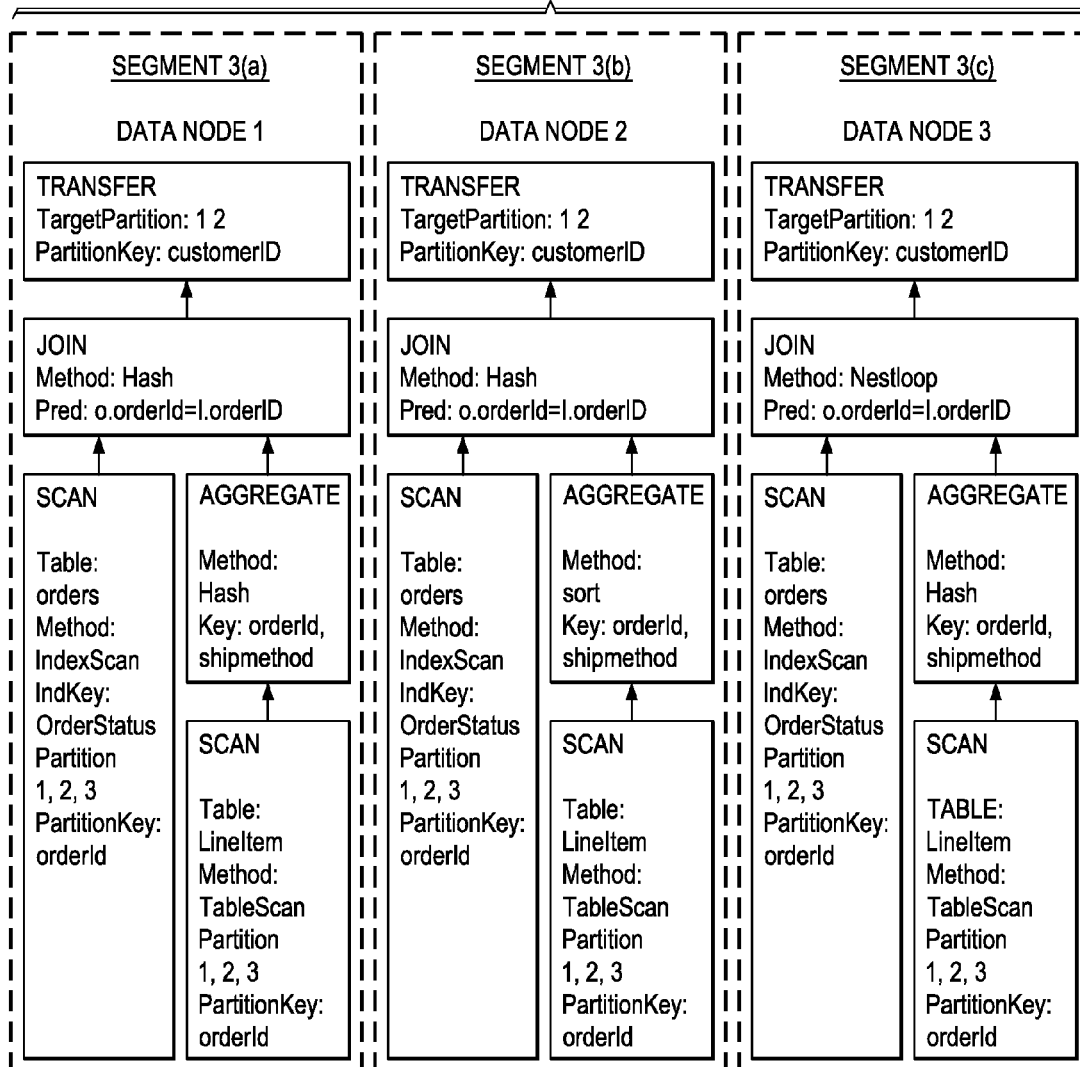 SEGMENT 3(a)
DATA NODE 1
TRANSFER
TargetPartition: 1 2
PartitionKey: customerID
JOIN
Method: Hash
Pred: o.orderId=l.orderID
SCAN
Table:
orders
Method:
IndexScan
IndKey:
OrderStatus
Partition
1, 2, 3
PartitionKey:
orderId
AGGREGATE
Method:
Hash
Key: orderId,
shipmethod
SCAN
Table:
LineItem
Method:
TableScan
Partition
1, 2, 3
PartitionKey:
orderId
SEGMENT 3(b)
DATA NODE 2
TRANSFER
TargetPartition: 1 2
PartitionKey: customerID
JOIN
Method: Hash
Pred: o.orderId=l.orderID
SCAN
Table:
orders
Method:
IndexScan
IndKey:
OrderStatus
Partition
1, 2, 3
PartitionKey:
orderId
AGGREGATE
Method:
sort
Key: orderId,
shipmethod
SCAN
Table:
LineItem
Method:
TableScan
Partition
1, 2, 3
PartitionKey:
orderId
SEGMENT 3(c)
DATA NODE 3
TRANSFER
TargetPartition: 1 2
PartitionKey: customerID
JOIN
Method: Nestloop
Pred: o.orderId=l.orderID
SCAN
Table:
orders
Method:
IndexScan
IndKey:
OrderStatus
Partition
1, 2, 3
PartitionKey:
orderId
AGGREGATE
Method:
Hash
Key: orderId,
shipmethod
SCAN
TABLE:
LineItem
Method:
TableScan
Partition
1, 2, 3
PartitionKey:
orderId